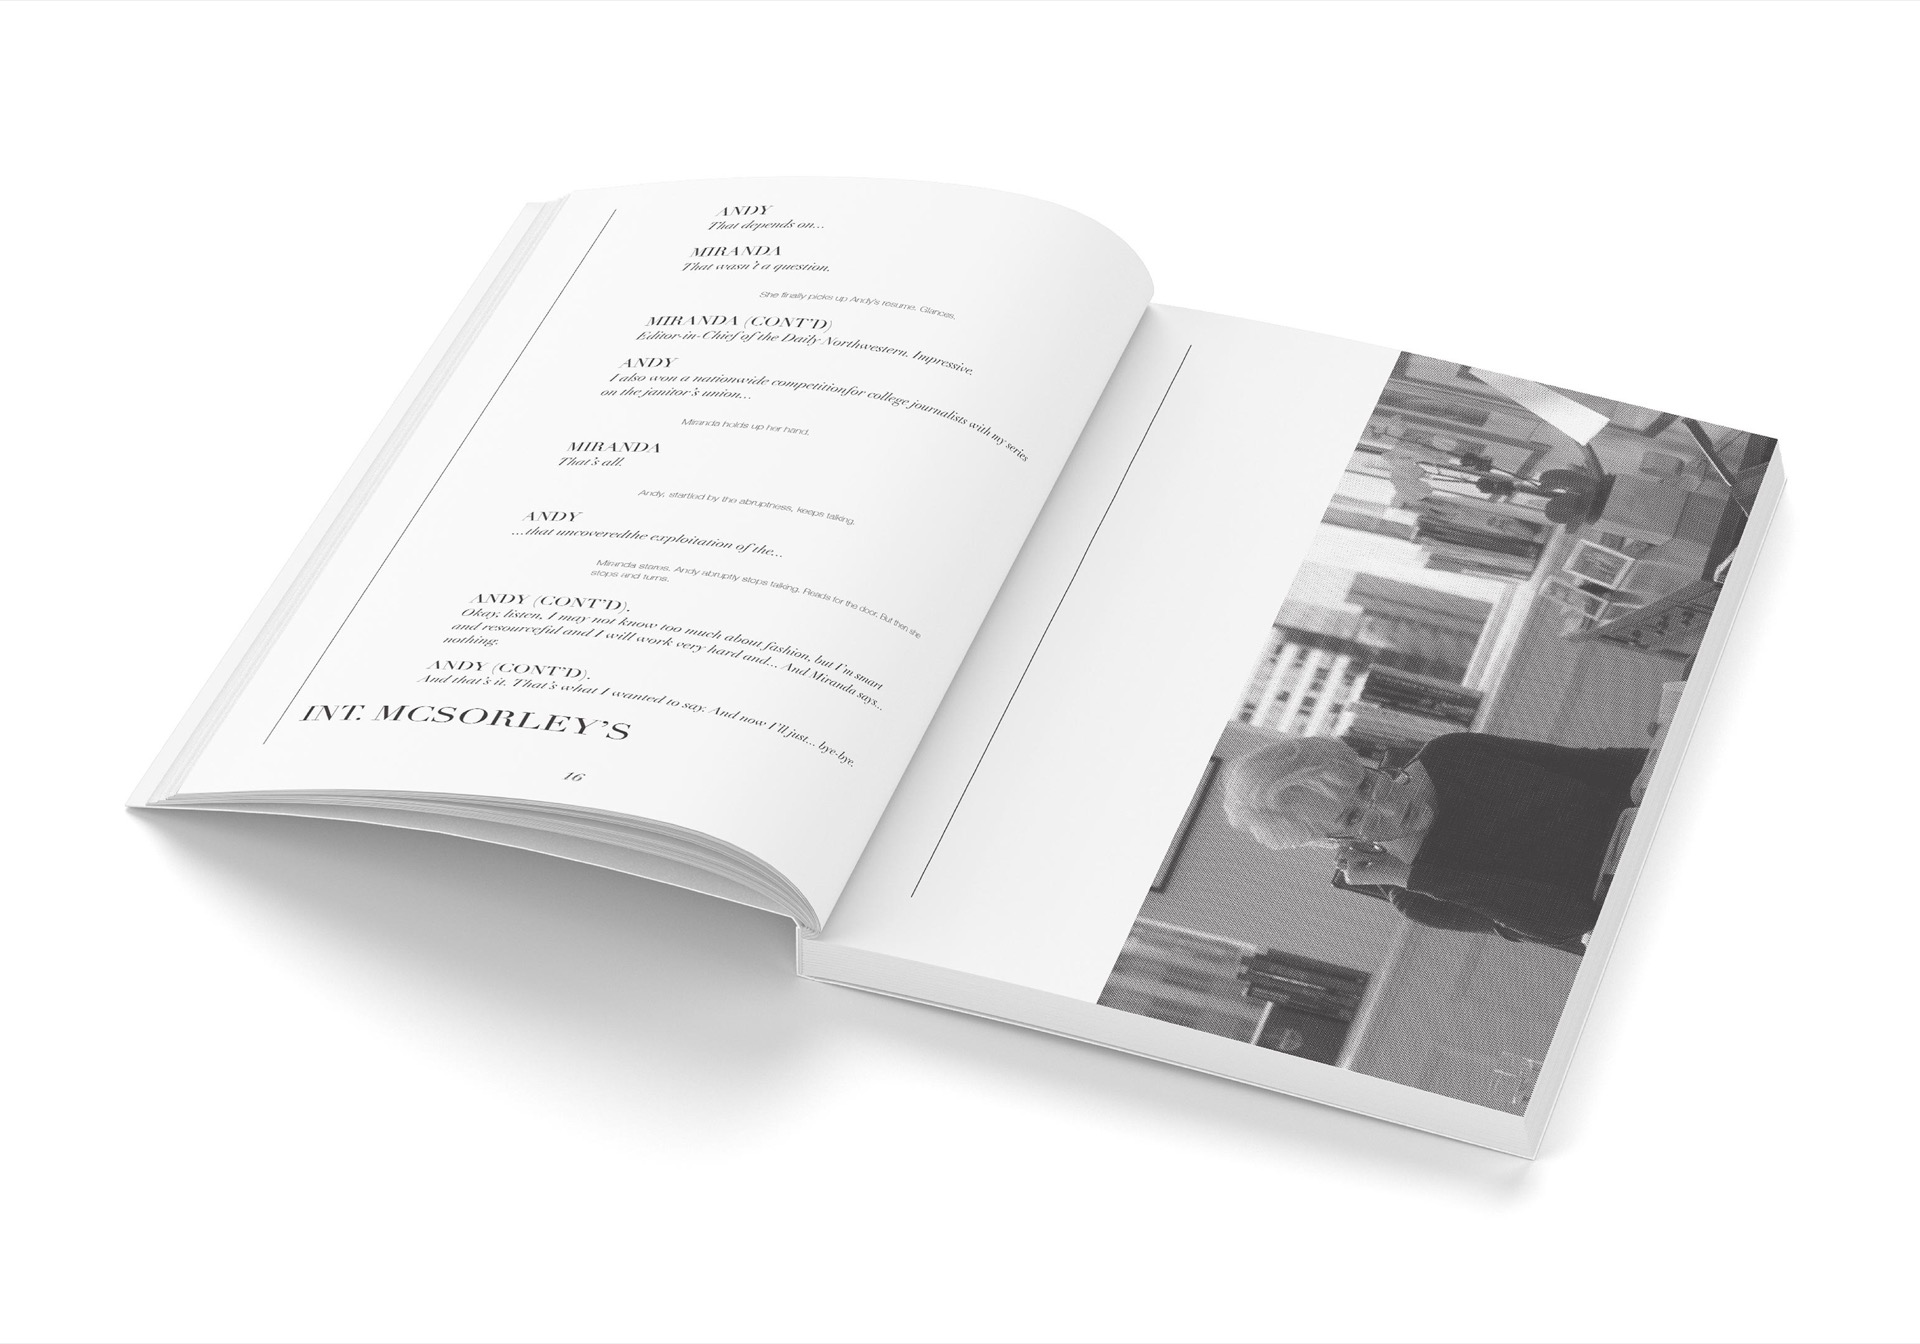 ANDY
That depends on...
MIRANDA
That wasn't a question.
She finally picks up Andy's resume. Glances.
MIRANDA (CONT'D)
Editor-in-Chief of the Daily Northwestern. Impressive.
ANDY
I also won a nationwide competitionfor college journalists with my series
on the janitor's union...
Miranda holds up her hand.
MIRANDA
That's all.
Andy, startled by the abruptness, keeps talking.
ANDY
...that uncoveredthe exploitation of the...
Miranda stares. Andy abruptly stops talking. Reads for the door. But then she
stops and turns.
ANDY (CONT'D).
Okay, listen. I may not know too much about fashion, but I'm smart
and resourceful and I will work very hard and... And Miranda says...
nothing.
ANDY (CONT'D).
And that's it. That's what I wanted to say. And now I'll just... bye-bye.
INT. MCSORLEY'S
16